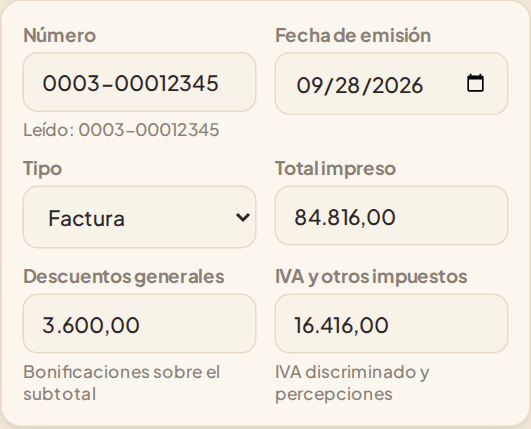 Número
Fecha de emisión
0003-00012345
09/28/2026
Leído: 0003-00012345
Tipo
Total impreso
Factura
84.816,00
Descuentos generales
IVA y otros impuestos
3.600,00
16.416,00
Bonificaciones sobre el
subtotal
IVA discriminado y
percepciones